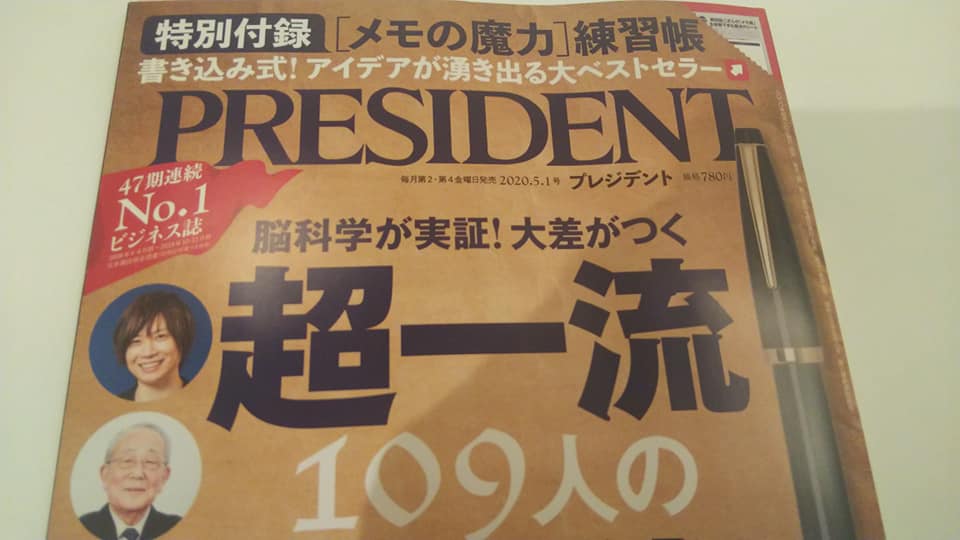 特別付録 [メモの魔力]練習帳
書き込み式! アイデアが湧き出る大ベストセラー
PRESIDENT
毎月第2・第4金曜日発売 2020.5.1号 プレジデント 価格780円
47期連続
No.1
ビジネス誌
脳科学が実証! 大差がつく
超一流
109人の